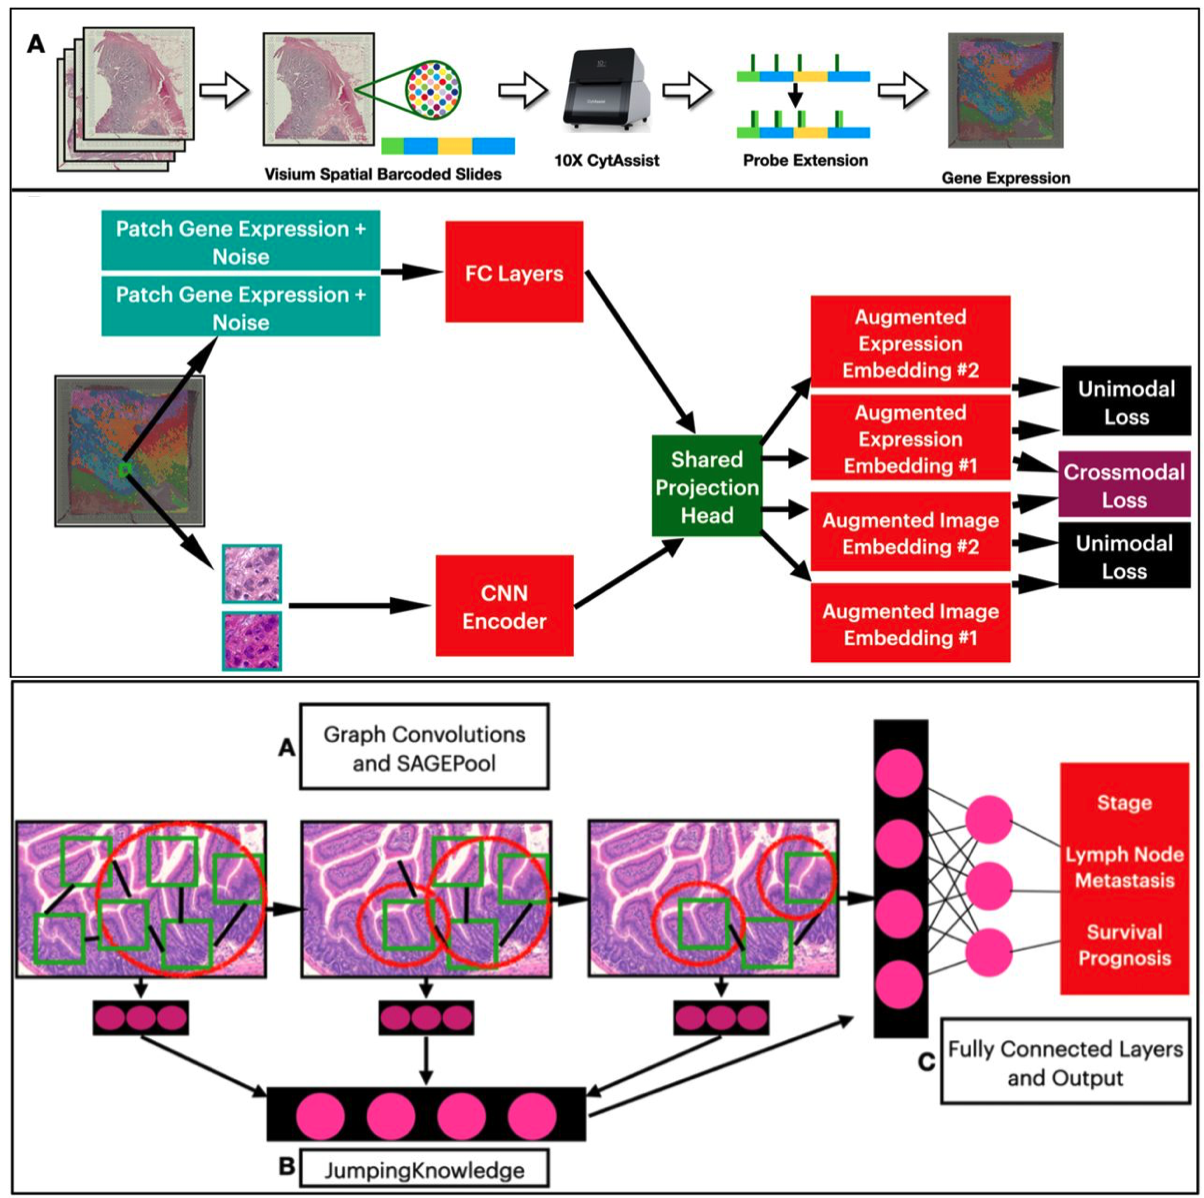 A
Visium Spatial Barcoded Slides
CytAssist
10X CytAssist
Probe Extension
Gene Expression
Patch Gene Expression +
Noise
Patch Gene Expression +
Noise
FC Layers
CNN
Encoder
Shared
Projection
Head
Augmented
Expression
Embedding #2
Augmented
Expression
Embedding #1
Augmented Image
Embedding #2
Augmented Image
Embedding #1
Unimodal
Loss
Crossmodal
Loss
Unimodal
Loss
A
Graph Convolutions
and SAGEPool
B
JumpingKnowledge
Stage
Lymph Node
Metastasis
Survival
Prognosis
C
Fully Connected Layers
and Output